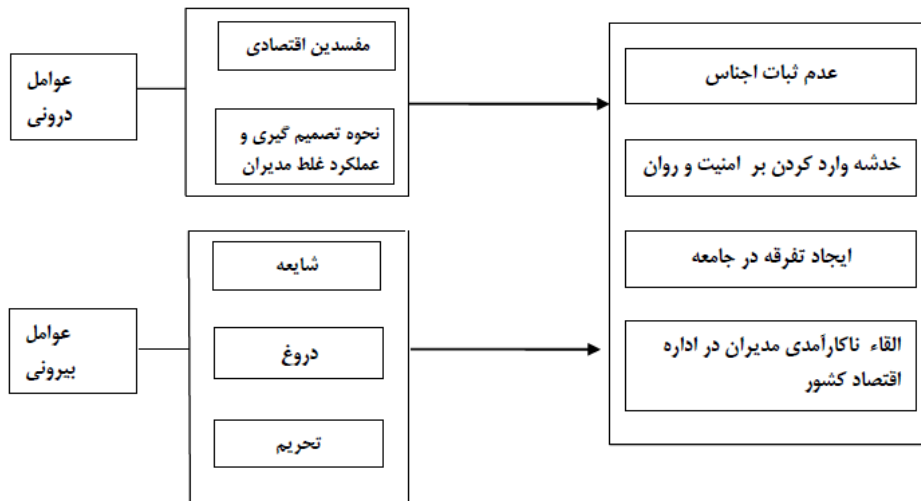 عوامل
درونی
مفسدین اقتصادی
نحوه تصمیم گیری و
عملکرد غلط مدیران
عوامل
بیرونی
شایعه
دروغ
تحریم
عدم ثبات اجناس
خدشه وارد کردن بر امنیت و روان
ایجاد تفرقه در جامعه
القاء ناکارآمدی مدیران در اداره
اقتصاد کشور